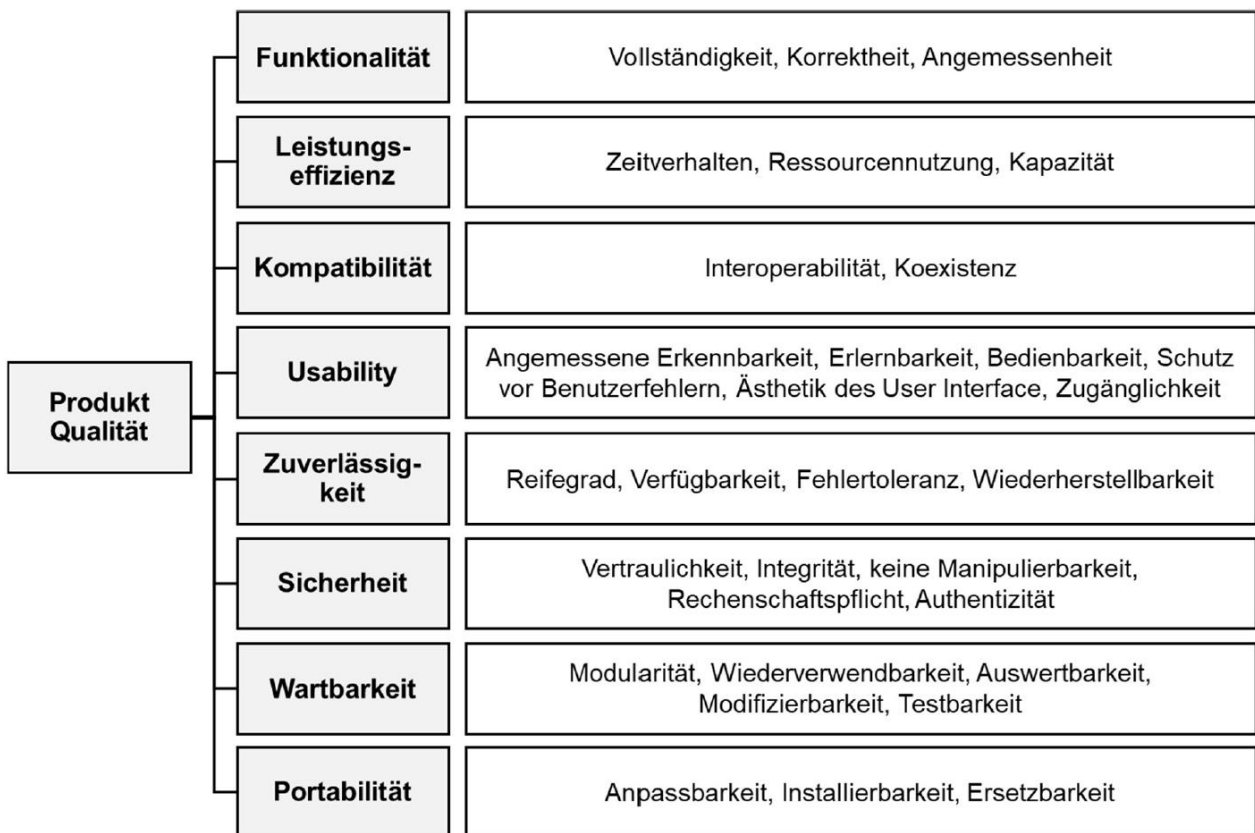 Produkt
Qualität
Funktionalität
Vollständigkeit, Korrektheit, Angemessenheit
Leistungs-
effizienz
Zeitverhalten, Ressourcennutzung, Kapazität
Kompatibilität
Interoperabilität, Koexistenz
Usability
Angemessene Erkennbarkeit, Erlernbarkeit, Bedienbarkeit, Schutz
vor Benutzerfehlern, Ästhetik des User Interface, Zugänglichkeit
Zuverlässig-
keit
Reifegrad, Verfügbarkeit, Fehlertoleranz, Wiederherstellbarkeit
Sicherheit
Vertraulichkeit, Integrität, keine Manipulierbarkeit,
Rechenschaftspflicht, Authentizität
Wartbarkeit
Modularität, Wiederverwendbarkeit, Auswertbarkeit,
Modifizierbarkeit, Testbarkeit
Portabilität
Anpassbarkeit, Installierbarkeit, Ersetzbarkeit